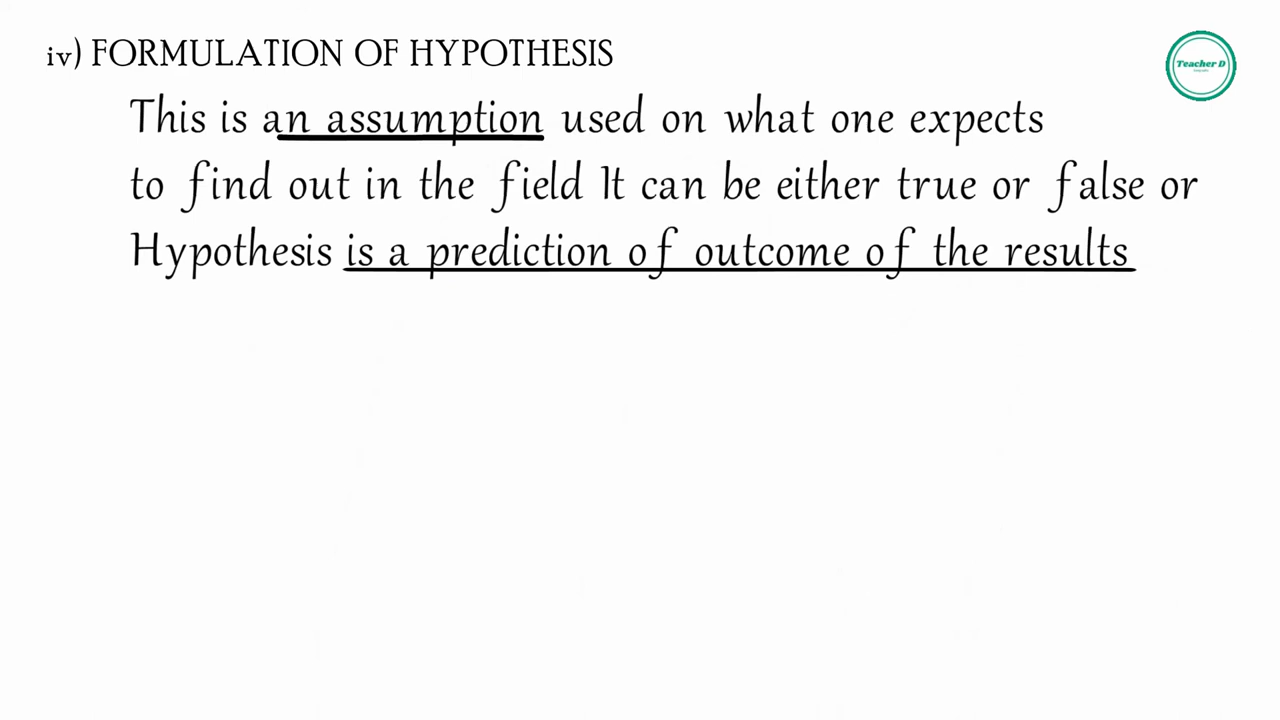 iv) FORMULATION OF HYPOTHESIS
Teacher D
This is an assumption used on what one expects
to find out in the field It can be either true or false or
Hypothesis is a prediction of outcome of the results